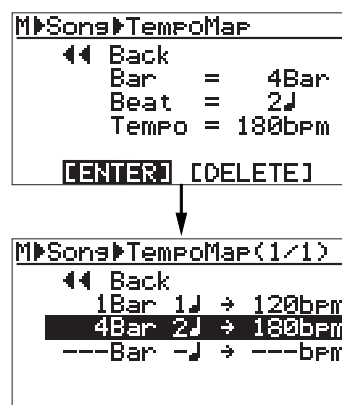 M▶Song▶TempoMap
◀◀ Back
Bar = 4Bar
Beat = 2♩
Tempo = 180bpm
[ENTER] [DELETE]
M▶Song▶TempoMap(1/1)
◀◀ Back
1Bar 1♩ → 120bpm
4Bar 2♩ → 180bpm
---Bar -♩ → ---bpm